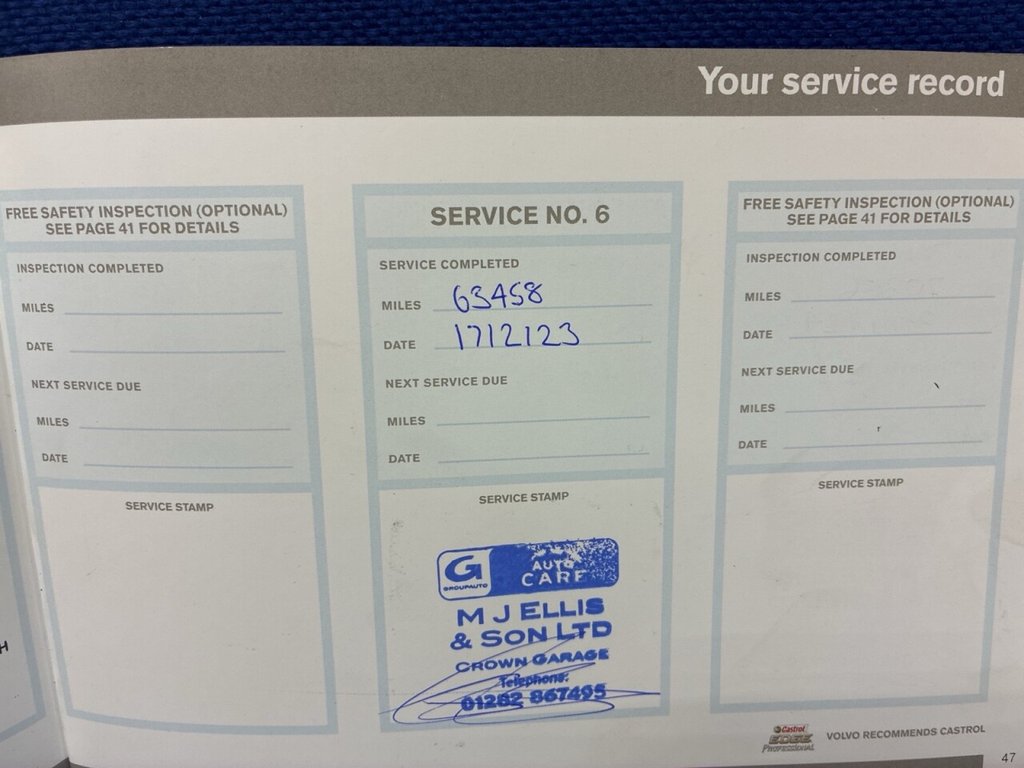 Your service record
FREE SAFETY INSPECTION (OPTIONAL)
SEE PAGE 41 FOR DETAILS
INSPECTION COMPLETED
MILES
DATE
NEXT SERVICE DUE
MILES
DATE
SERVICE STAMP
SERVICE NO. 6
SERVICE COMPLETED
MILES 63458
DATE 1712123
NEXT SERVICE DUE
MILES
DATE
SERVICE STAMP
G AUTO
GROUPAUTO CARE
M J ELLIS
& SON LTD
CROWN GARAGE
Telephone:
01282 867495
FREE SAFETY INSPECTION (OPTIONAL)
SEE PAGE 41 FOR DETAILS
INSPECTION COMPLETED
MILES
DATE
NEXT SERVICE DUE
MILES
DATE
SERVICE STAMP
Castrol
EDGE
PROFESSIONAL
VOLVO RECOMMENDS CASTROL
47